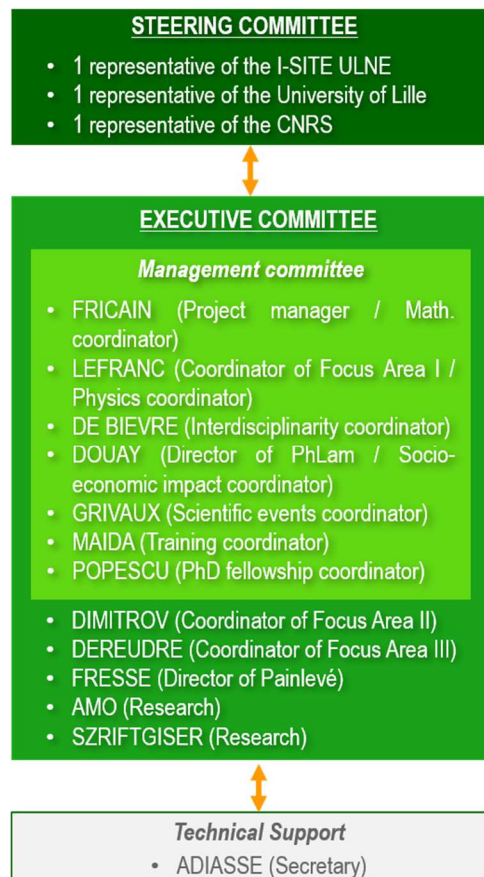 STEERING COMMITTEE
• 1 representative of the I-SITE ULNE
• 1 representative of the University of Lille
• 1 representative of the CNRS
EXECUTIVE COMMITTEE
Management committee
• FRICAIN (Project manager / Math.
coordinator)
• LEFRANC (Coordinator of Focus Area I /
Physics coordinator)
• DE BIEVRE (Interdisciplinarity coordinator)
• DOUAY (Director of PhLam / Socio-
economic impact coordinator)
• GRIVAUX (Scientific events coordinator)
• MAIDA (Training coordinator)
• POPESCU (PhD fellowship coordinator)
• DIMITROV (Coordinator of Focus Area II)
• DEREUDRE (Coordinator of Focus Area III)
• FRESSE (Director of Painlevé)
• AMO (Research)
• SZRIFTGISER (Research)
Technical Support
• ADIASSE (Secretary)